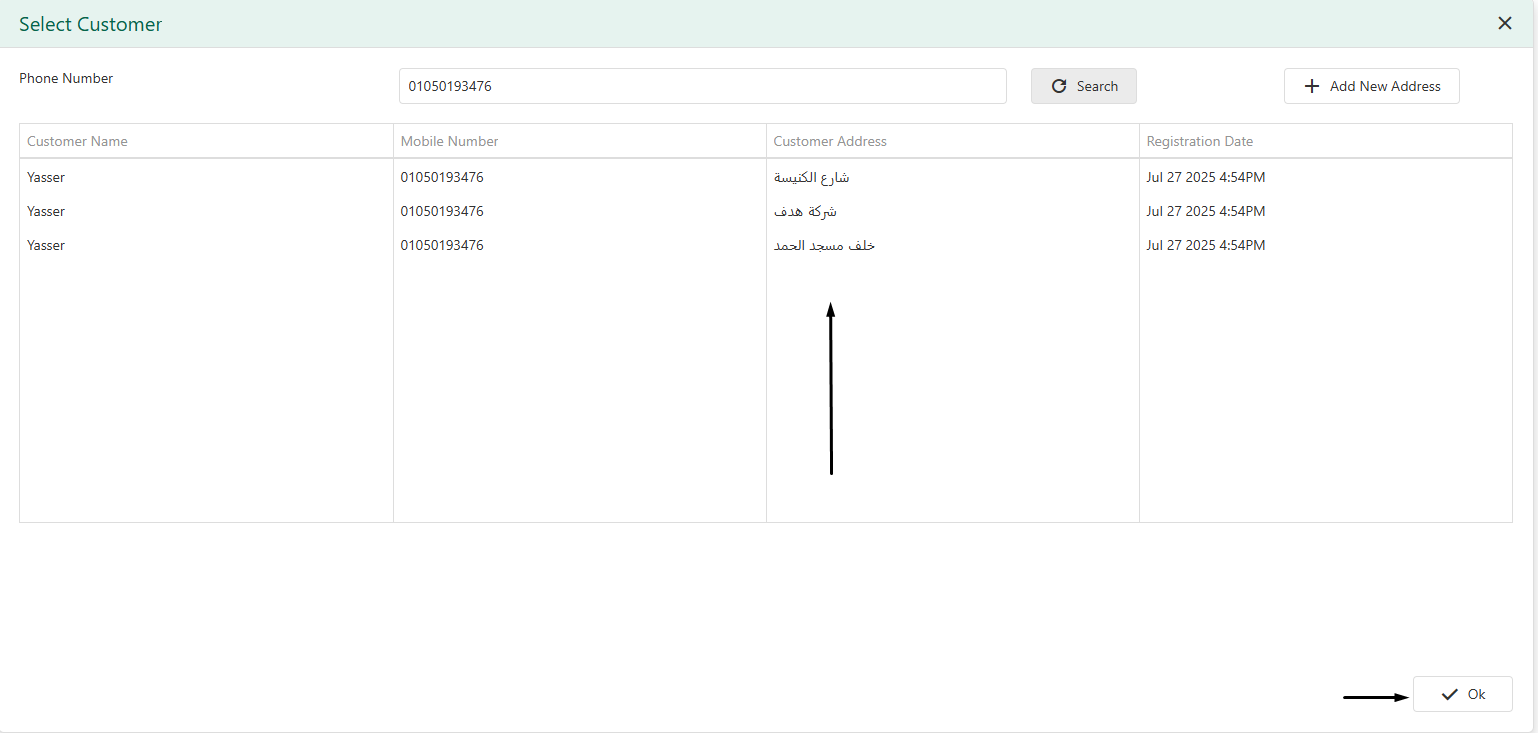 Select Customer
Phone Number 01050193476 Search Add New Address
Customer Name Mobile Number Customer Address Registration Date
Yasser 01050193476 شارع الكنيسة Jul 27 2025 4:54PM
Yasser 01050193476 شركة هدف Jul 27 2025 4:54PM
Yasser 01050193476 خلف مسجد الحمد Jul 27 2025 4:54PM
Ok